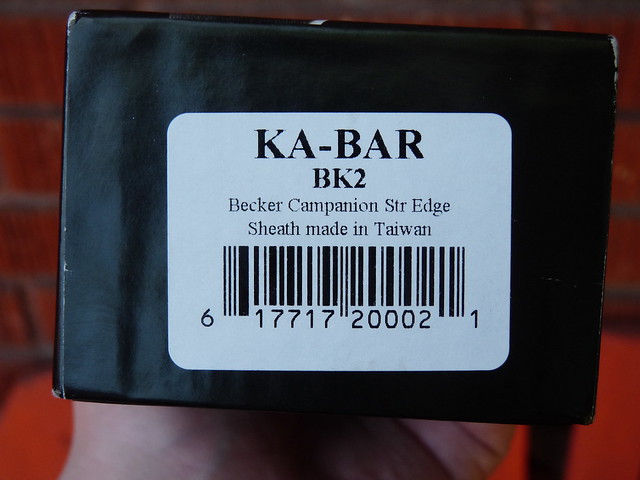 KA-BAR
BK2
Becker Campanion Str Edge
Sheath made in Taiwan
6 17717 20002 1